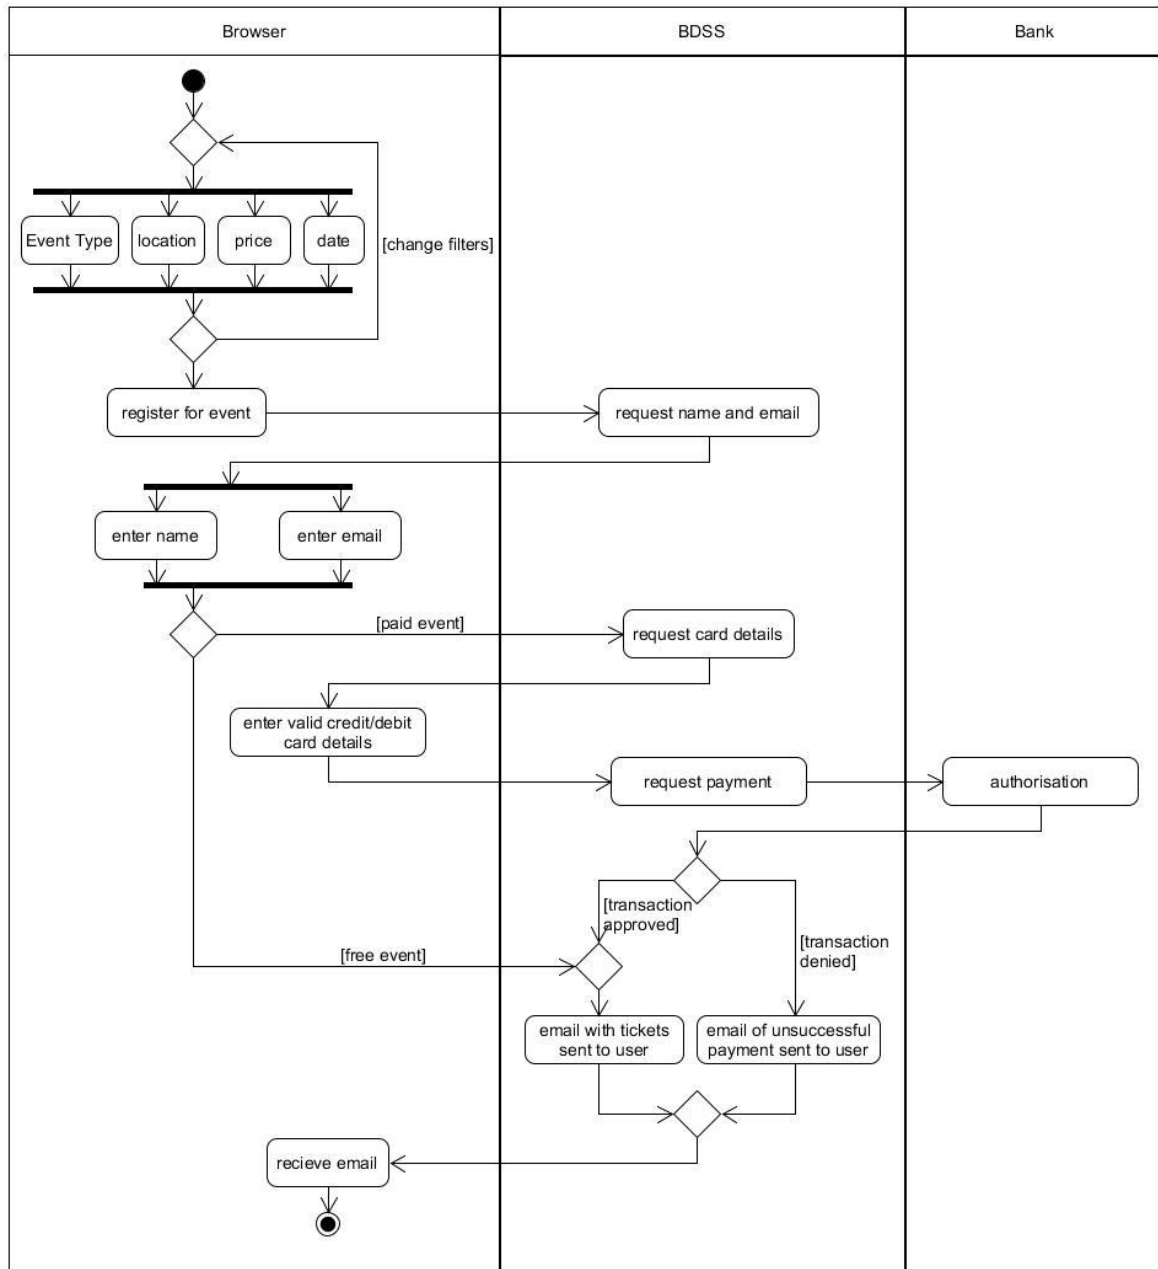 Browser
BDSS
Bank
Event Type
location
price
date
[change filters]
register for event
request name and email
enter name
enter email
[paid event]
request card details
enter valid credit/debit
card details
request payment
authorisation
[transaction
approved]
[transaction
denied]
[free event]
email with tickets
sent to user
email of unsuccessful
payment sent to user
recieve email